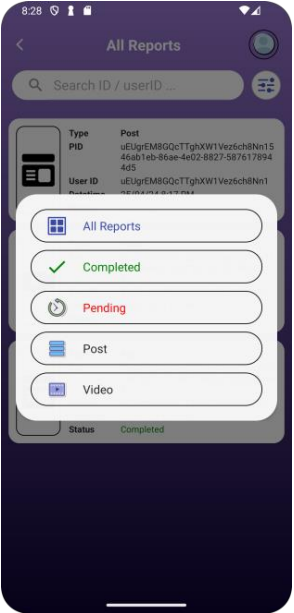 8:28
All Reports
Search ID / userID ...
Type Post
PID uEUgrEM8GQcTTghXW1Vez6ch8Nn15
46ab1eb-86ae-4e02-8827-587617894
4d5
User ID uEUgrEM8GQcTTghXW1Vez6ch8Nn1
All Reports
Completed
Pending
Post
Video
Status Completed